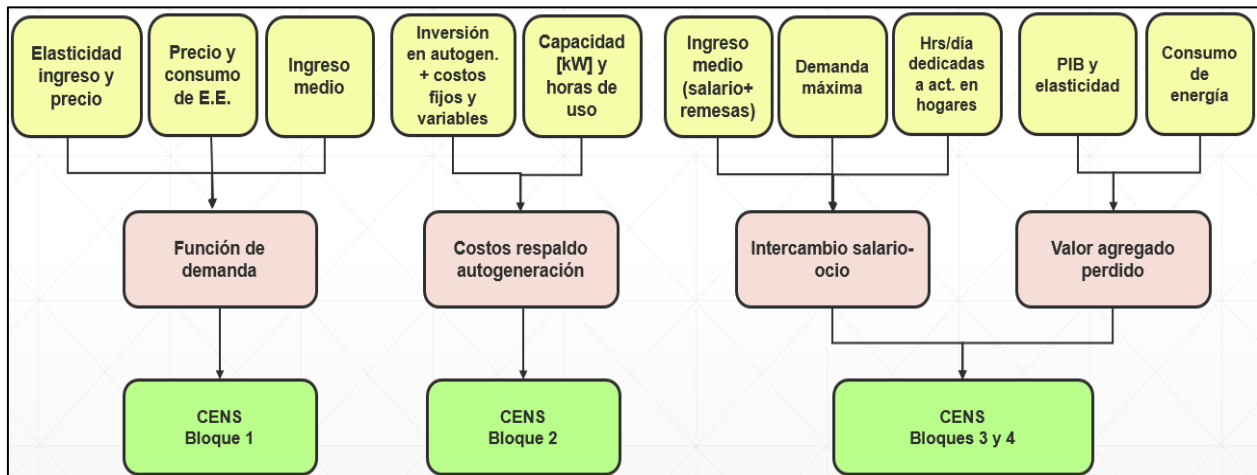 Elasticidad
ingreso y
precio
Precio y
consumo
de E.E.
Ingreso
medio
Inversión
en autogen.
+ costos
fijos y
variables
Capacidad
[kW] y
horas de
uso
Ingreso
medio
(salario+
remesas)
Demanda
máxima
Hrs/día
dedicadas
a act. en
hogares
PIB y
elasticidad
Consumo
de
energía
Función de
demanda
Costos respaldo
autogeneración
Intercambio salario-
ocio
Valor agregado
perdido
CENS
Bloque 1
CENS
Bloque 2
CENS
Bloques 3 y 4